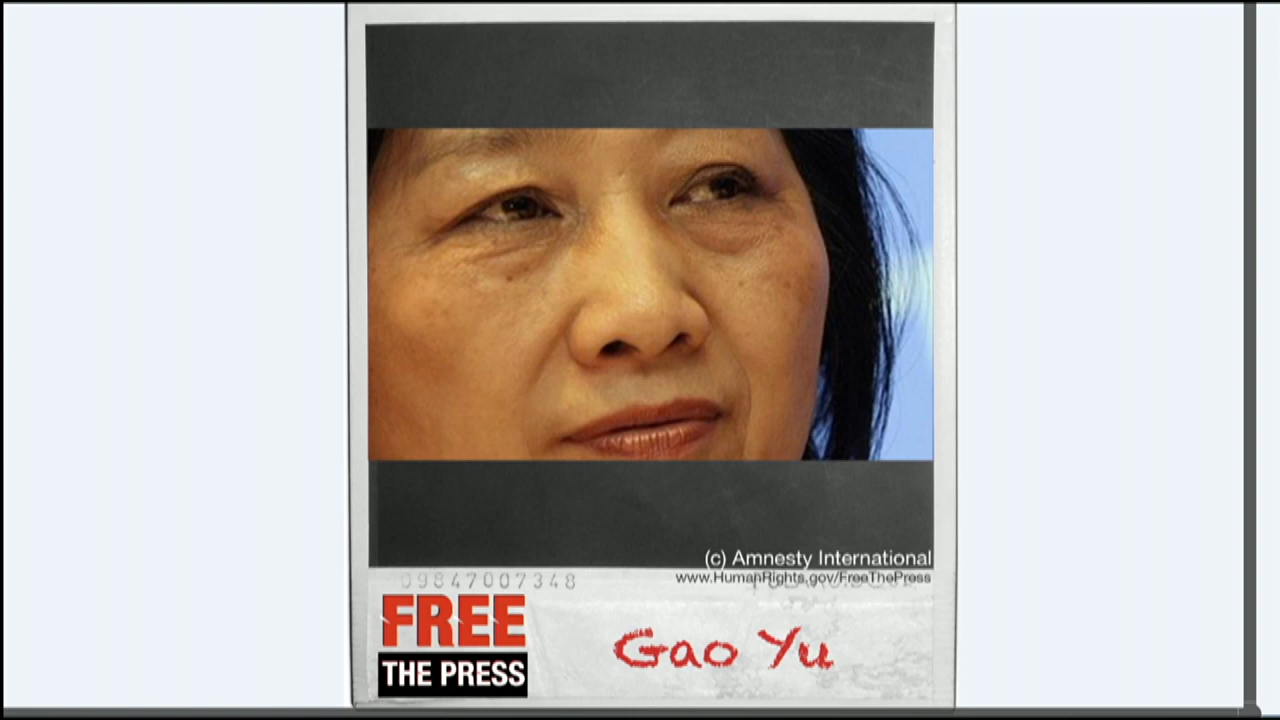 (c) Amnesty International
www.HumanRights.gov/FreeThePress
09847007348
FREE
THE PRESS
Gao Yu